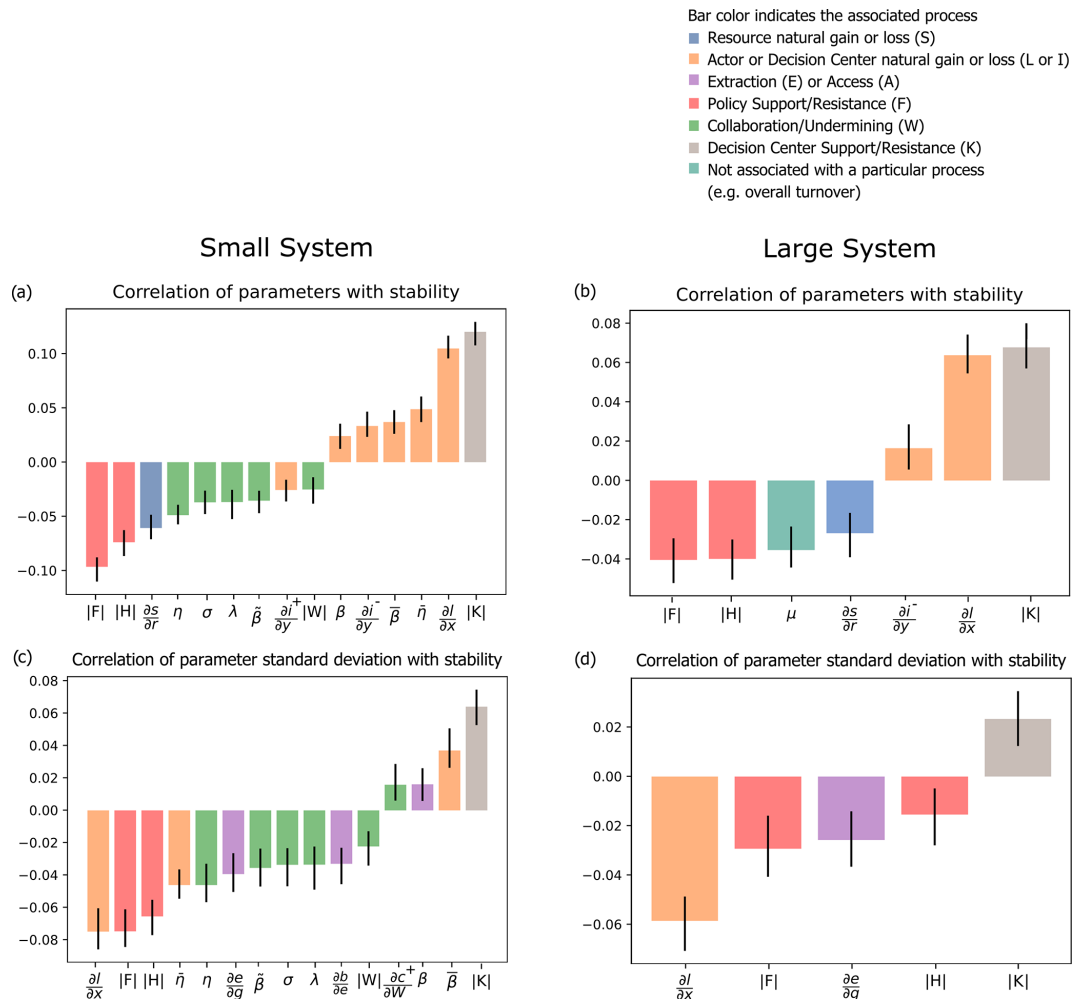 Bar color indicates the associated process
Resource natural gain or loss (S)
Actor or Decision Center natural gain or loss (L or I)
Extraction (E) or Access (A)
Policy Support/Resistance (F)
Collaboration/Undermining (W)
Decision Center Support/Resistance (K)
Not associated with a particular process
(e.g. overall turnover)
Small System
Large System
(a)
Correlation of parameters with stability
0.10
0.05
0.00
−0.05
−0.10
|F| |H| ∂s/∂r η σ λ β̃ ∂i⁺/∂y |W| β ∂i⁻/∂y β̅ η̄ ∂l/∂x |K|
(b)
Correlation of parameters with stability
0.08
0.06
0.04
0.02
0.00
−0.02
−0.04
|F| |H| μ ∂s/∂r ∂i⁻/∂y ∂l/∂x |K|
(c)
Correlation of parameter standard deviation with stability
0.08
0.06
0.04
0.02
0.00
−0.02
−0.04
−0.06
−0.08
∂l/∂x |F| |H| η̄ η ∂e/∂g β̃ σ λ ∂b/∂e |W| ∂c⁺/∂W β β̅ |K|
(d)
Correlation of parameter standard deviation with stability
0.02
0.00
−0.02
−0.04
−0.06
∂l/∂x |F| ∂e/∂g |H| |K|